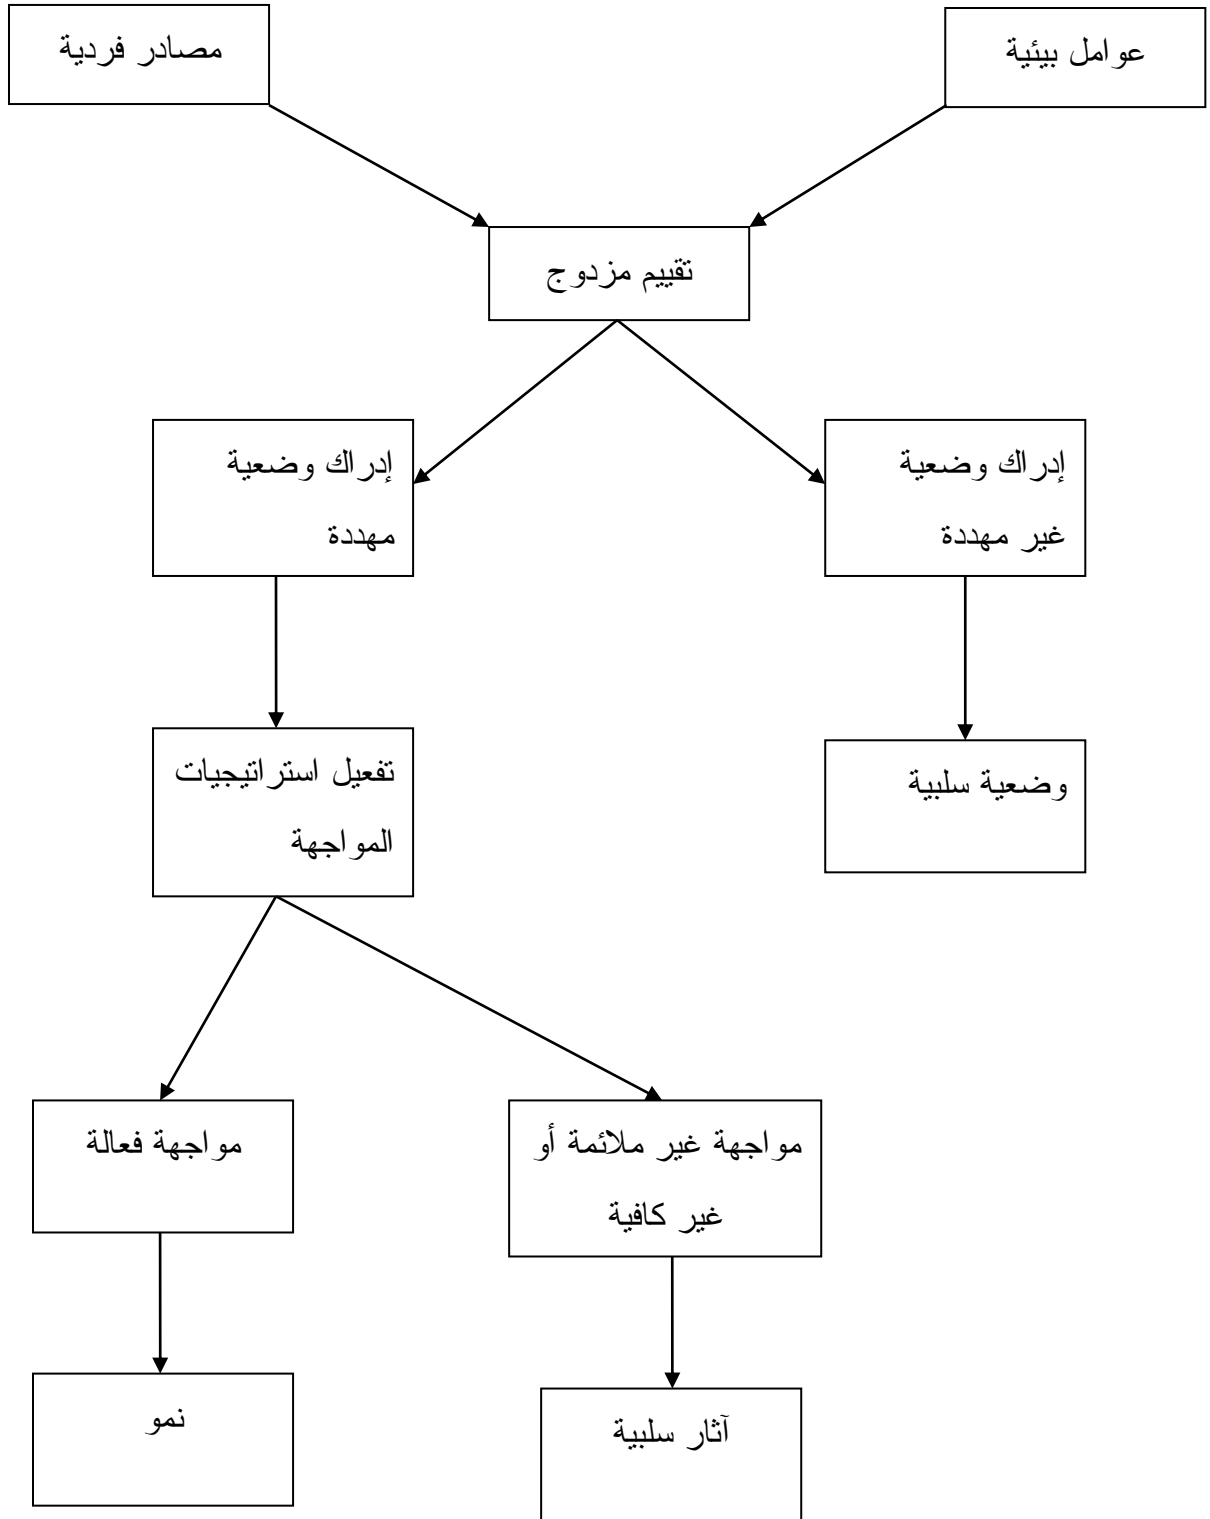 عوامل بيئية
مصادر فردية
تقييم مزدوج
إدراك وضعية
غير مهددة
إدراك وضعية
مهددة
وضعية سلبية
تفعيل استراتيجيات
المواجهة
مواجهة غير ملائمة أو
غير كافية
مواجهة فعالة
آثار سلبية
نمو